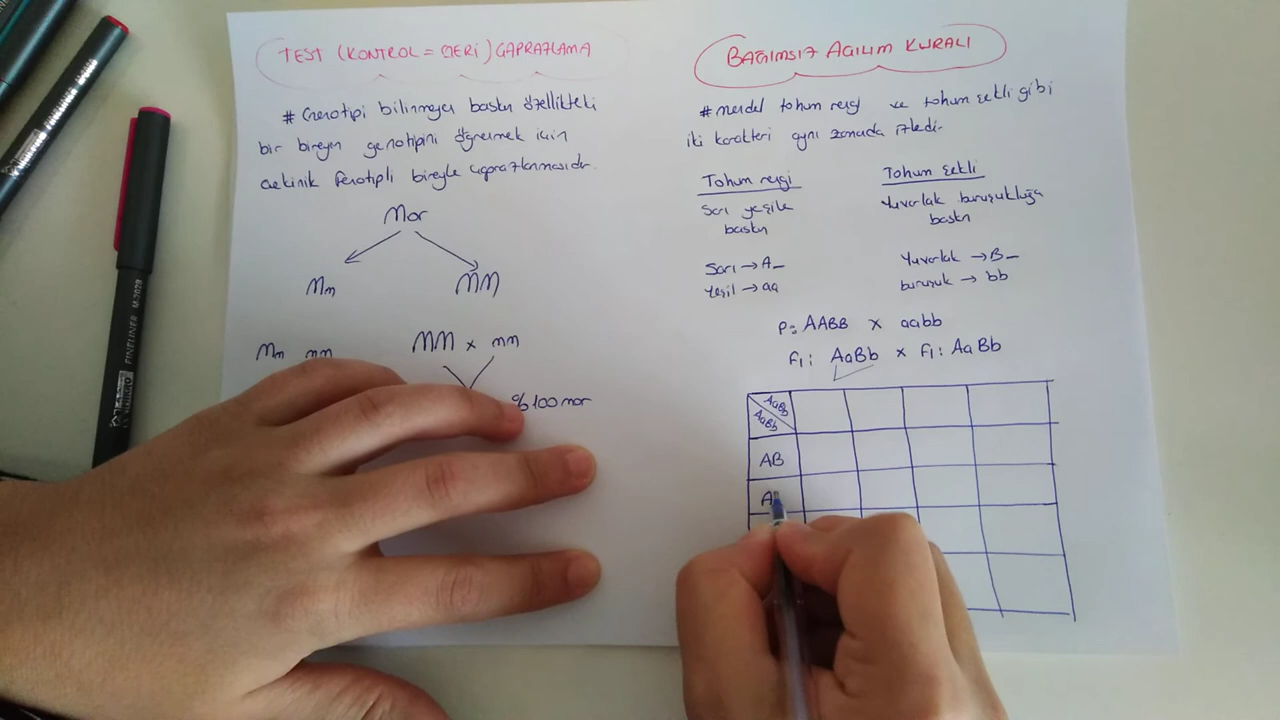 TEST (KONTROL = GERİ) ÇAPRAZLAMA
# Genotipi bilinmeyen baskın özellikteki
bir bireyin genotipini öğrenmek için
çekinik fenotipli bireyle çaprazlanmasıdır.
Mor
Mm MM
Mm mm
MM x mm
%100 mor
BAĞIMSIZ AÇILIM KURALI
# mendel tohum rengi ve tohum şekli gibi
iki karakteri aynı zamanda izledi.
Tohum rengi
Sarı yeşile
baskın
Sarı → A_
Yeşil → aa
Tohum şekli
Yuvarlak buruşukluğa
baskın
Yuvarlak → B_
buruşuk → bb
P: AABB x aabb
F1: AaBb x F1: AaBb
AaBb
AaBb
AB
A
FINELINER M-2029